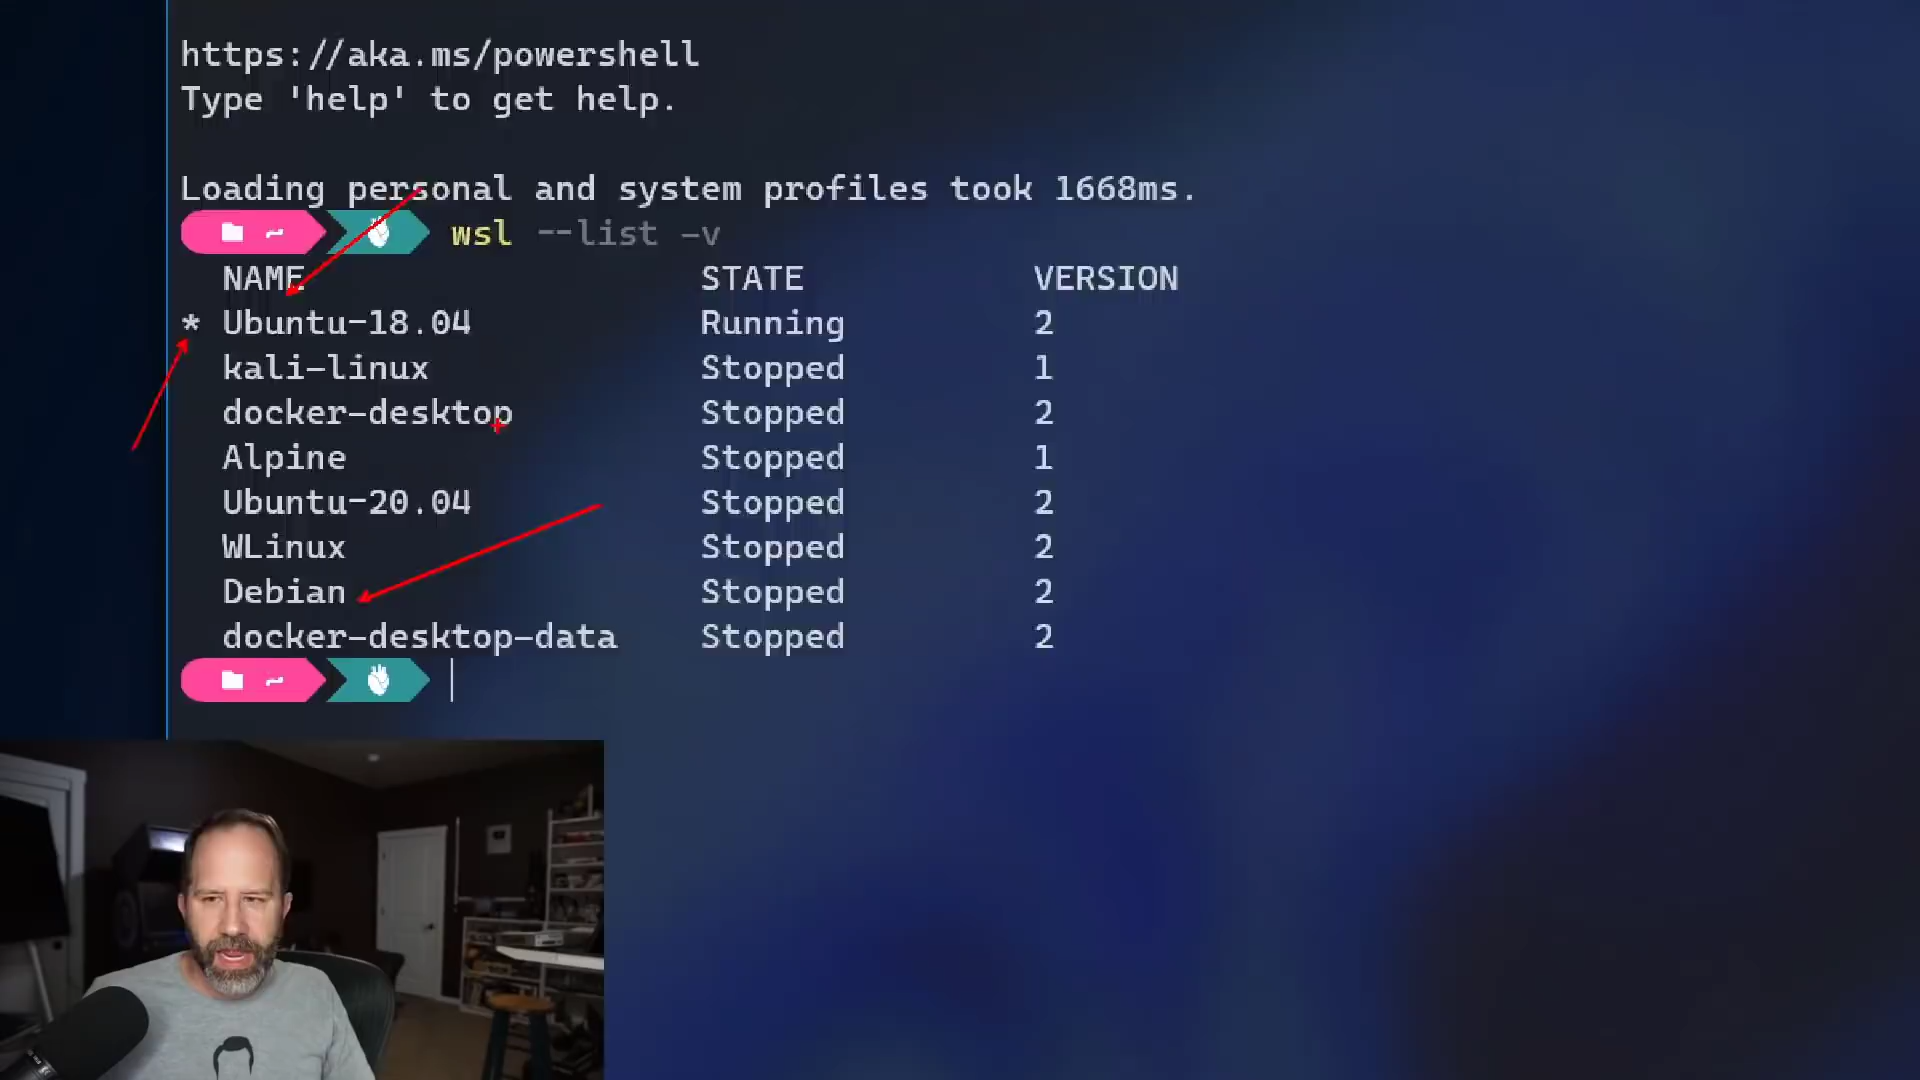 https://aka.ms/powershell
Type 'help' to get help.
Loading personal and system profiles took 1668ms.
~ wsl --list -v
NAME STATE VERSION
* Ubuntu-18.04 Running 2
kali-linux Stopped 1
docker-desktop Stopped 2
Alpine Stopped 1
Ubuntu-20.04 Stopped 2
WLinux Stopped 2
Debian Stopped 2
docker-desktop-data Stopped 2
~